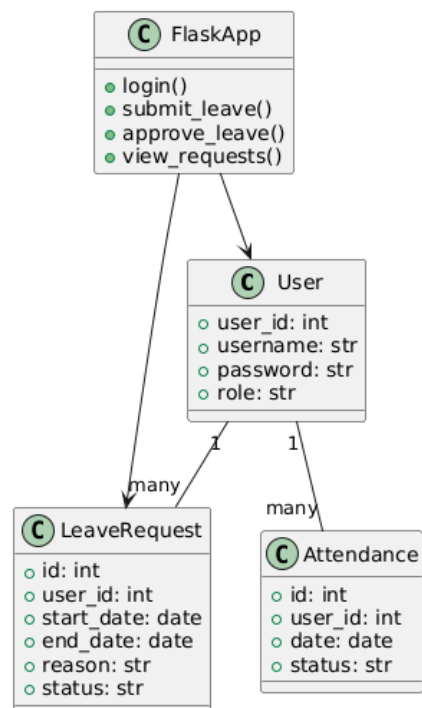 C FlaskApp
login()
submit_leave()
approve_leave()
view_requests()
C User
user_id: int
username: str
password: str
role: str
1
1
many
many
C LeaveRequest
id: int
user_id: int
start_date: date
end_date: date
reason: str
status: str
C Attendance
id: int
user_id: int
date: date
status: str